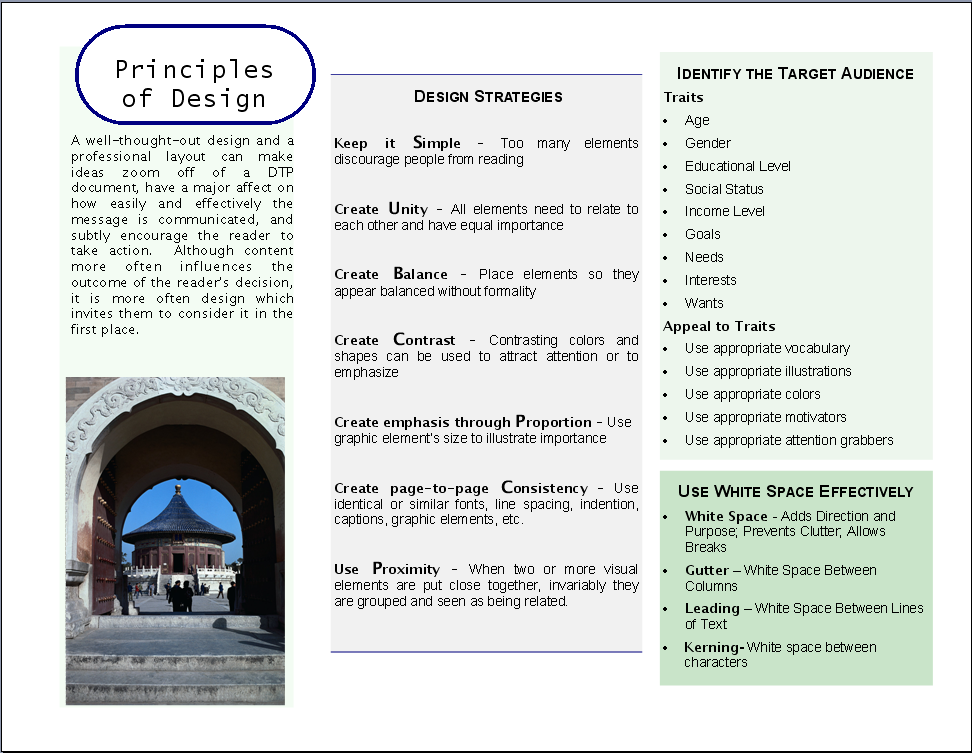 Principles
of Design
A well-thought-out design and a
professional layout can make
ideas zoom off of a DTP
document, have a major affect on
how easily and effectively the
message is communicated, and
subtly encourage the reader to
take action. Although content
more often influences the
outcome of the reader's decision,
it is more often design which
invites them to consider it in the
first place.
DESIGN STRATEGIES
Keep it Simple - Too many elements
discourage people from reading
Create Unity - All elements need to relate to
each other and have equal importance
Create Balance - Place elements so they
appear balanced without formality
Create Contrast - Contrasting colors and
shapes can be used to attract attention or to
emphasize
Create emphasis through Proportion - Use
graphic element's size to illustrate importance
Create page-to-page Consistency - Use
identical or similar fonts, line spacing, indention,
captions, graphic elements, etc.
Use Proximity - When two or more visual
elements are put close together, invariably they
are grouped and seen as being related.
IDENTIFY THE TARGET AUDIENCE
Traits
• Age
• Gender
• Educational Level
• Social Status
• Income Level
• Goals
• Needs
• Interests
• Wants
Appeal to Traits
• Use appropriate vocabulary
• Use appropriate illustrations
• Use appropriate colors
• Use appropriate motivators
• Use appropriate attention grabbers
USE WHITE SPACE EFFECTIVELY
• White Space - Adds Direction and
Purpose; Prevents Clutter; Allows
Breaks
• Gutter – White Space Between
Columns
• Leading – White Space Between Lines
of Text
• Kerning- White space between
characters